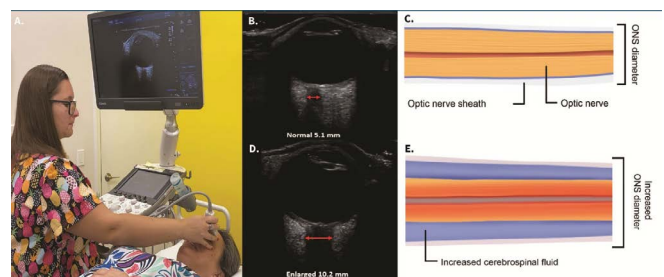 A.
B.
Normal 5.1 mm
C.
ONS
diameter
Optic nerve sheath
Optic nerve
D.
Enlarged 10.2 mm
E.
Increased
ONS diameter
Increased cerebrospinal fluid